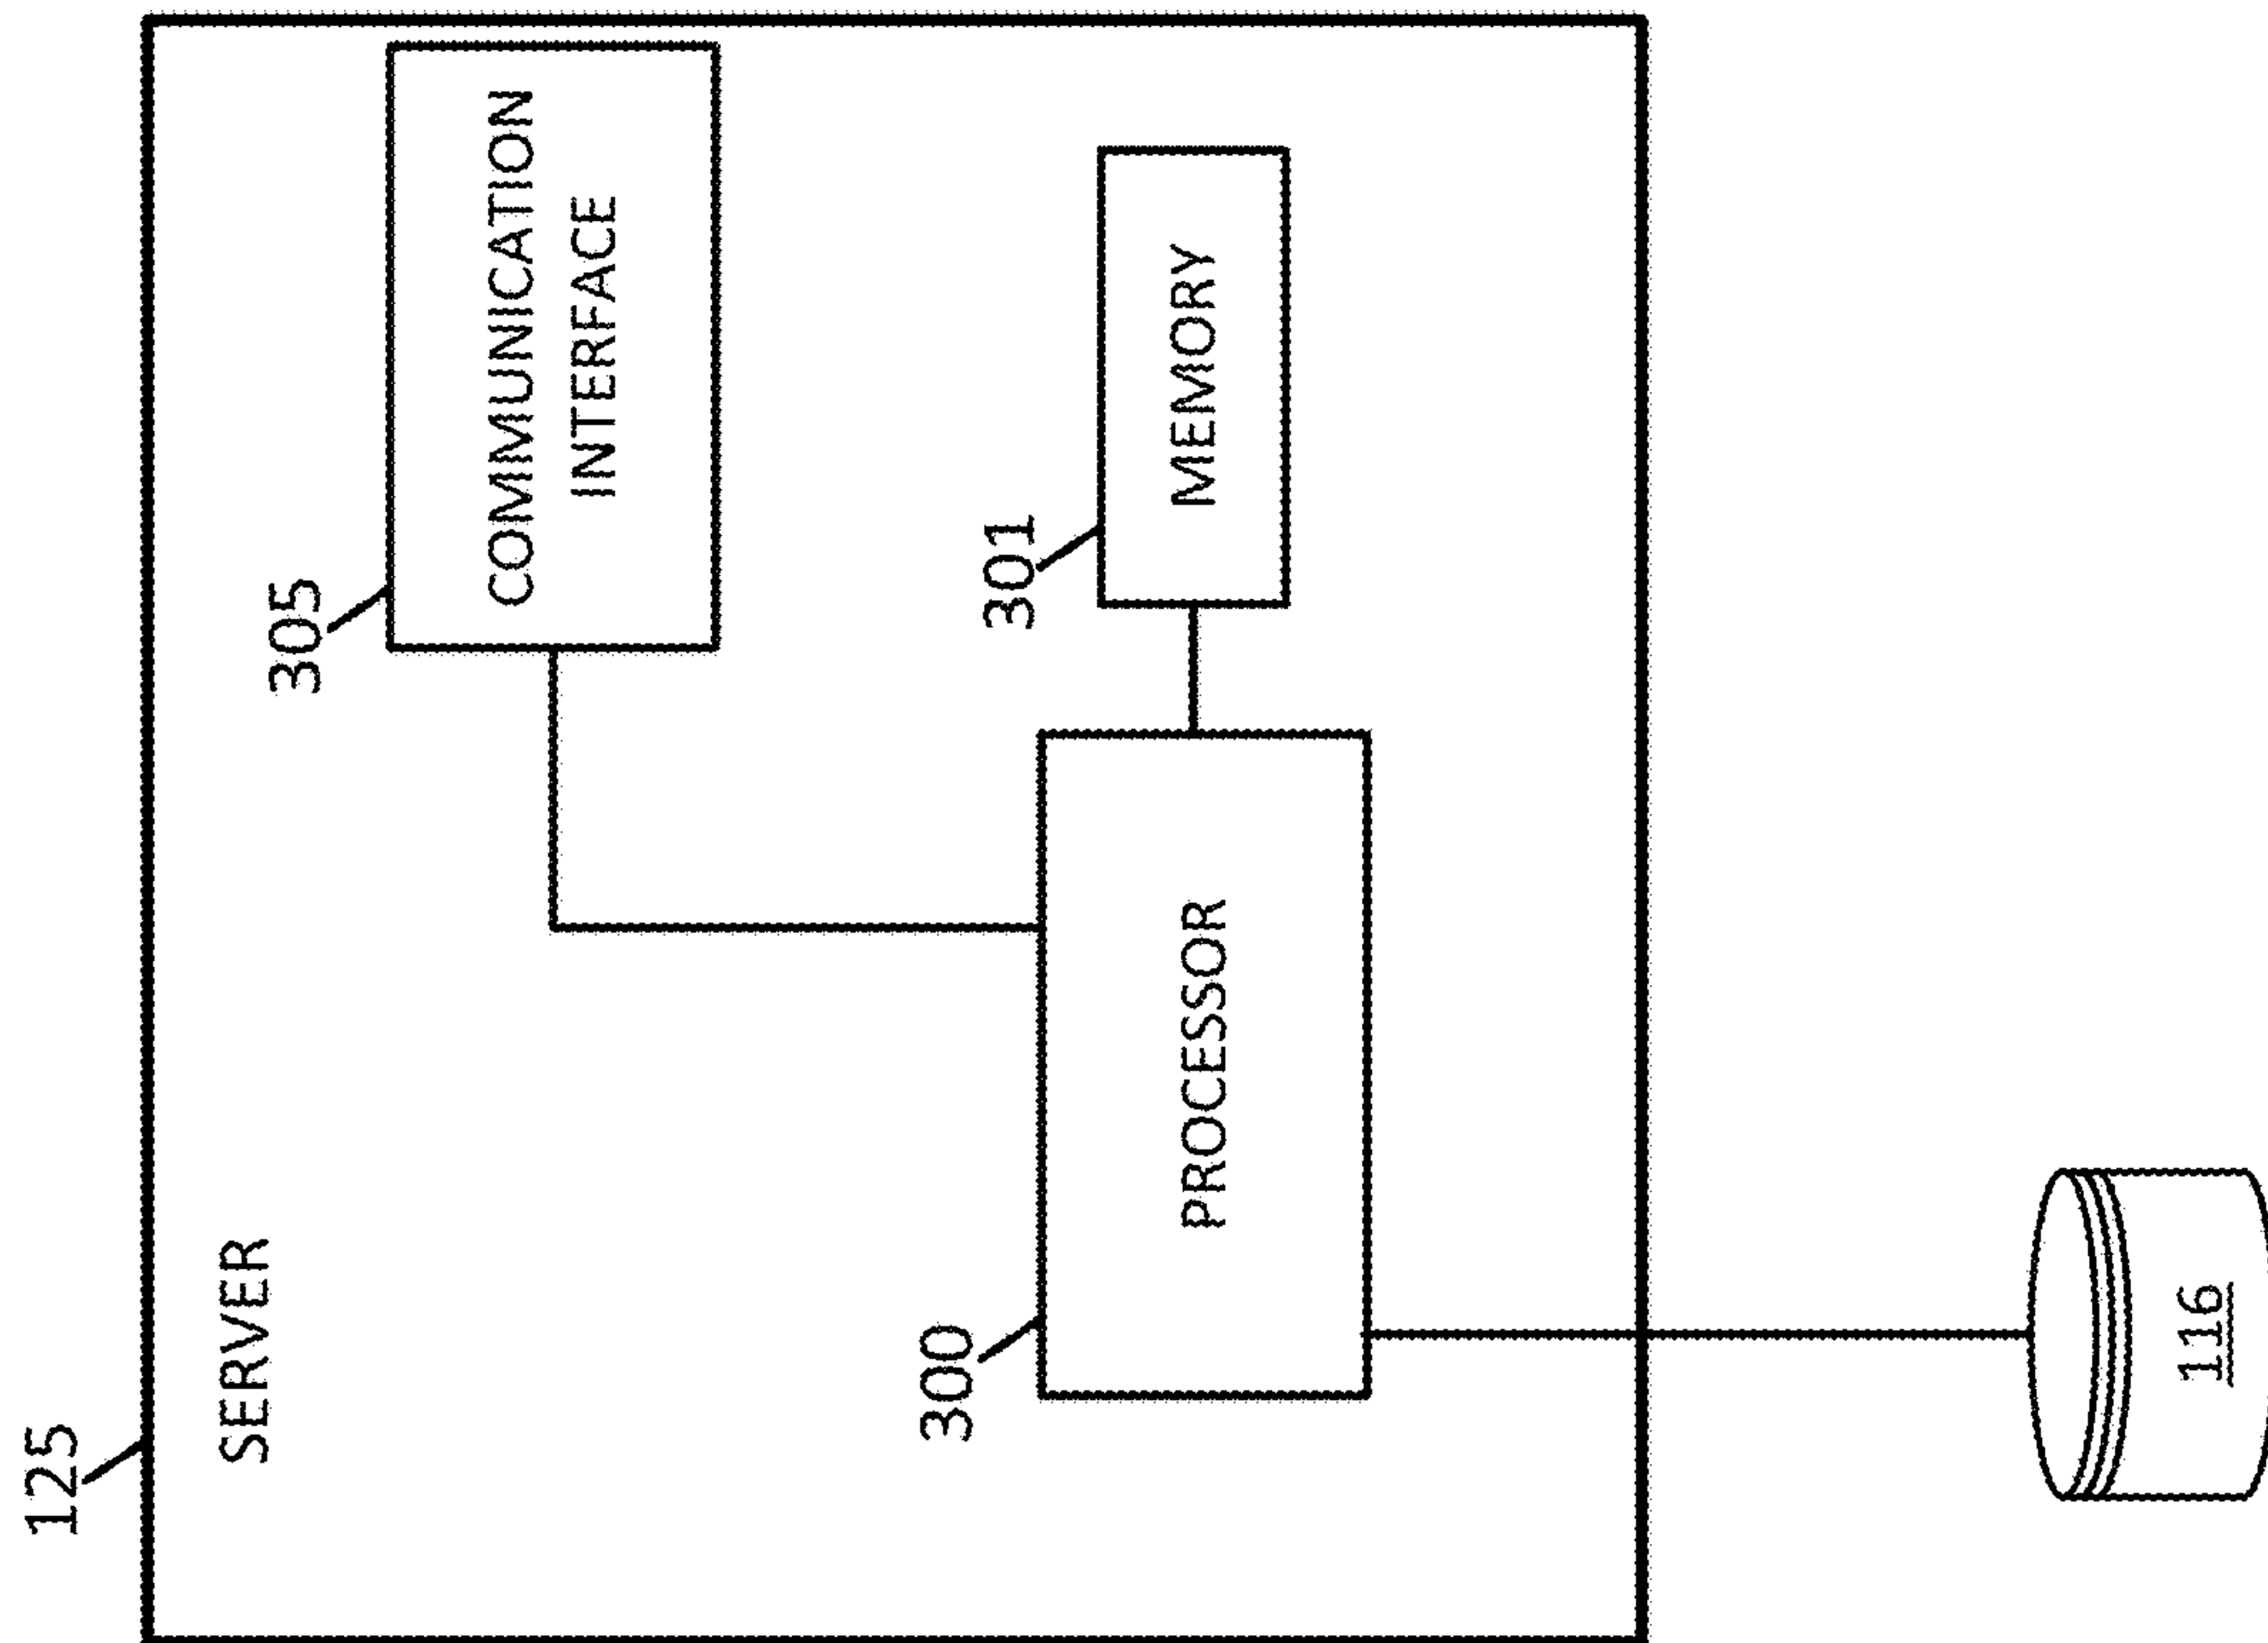 125
SERVER
305
COMMUNICATION
INTERFACE
300
PROCESSOR
301
MEMORY
116